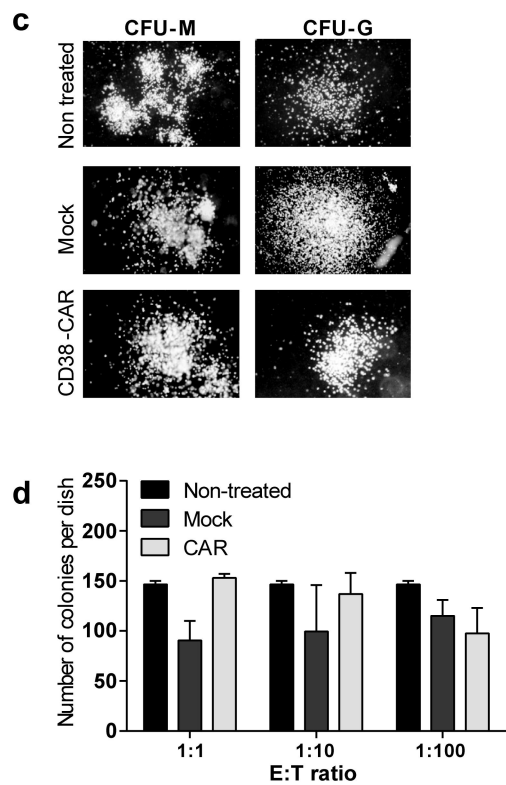 c
CFU-M CFU-G
Non treated
Mock
CD38-CAR
d
Number of colonies per dish
250
200
150
100
50
0
Non-treated
Mock
CAR
1:1 1:10 1:100
E:T ratio